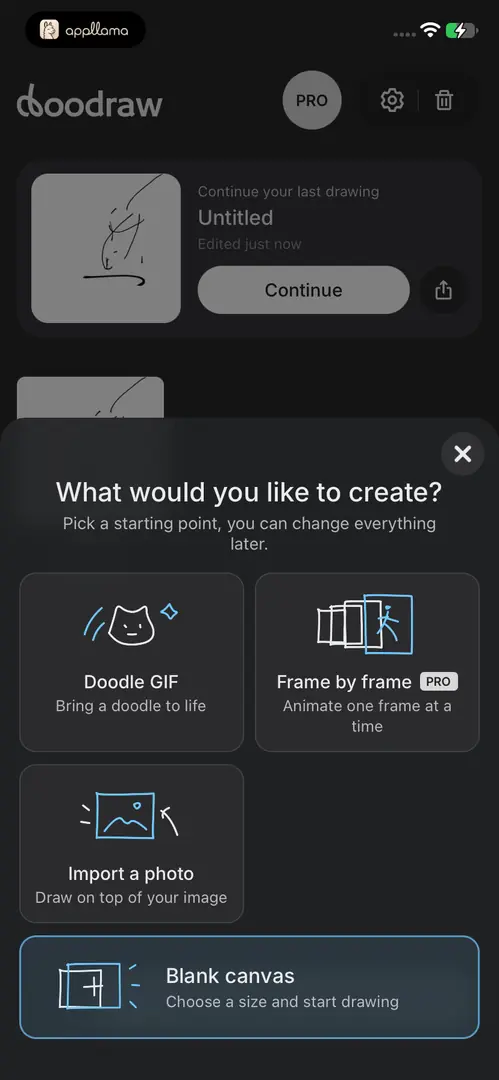 appllama
doodraw
PRO
Continue your last drawing
Untitled
Edited just now
Continue
What would you like to create?
Pick a starting point, you can change everything
later.
Doodle GIF
Bring a doodle to life
Frame by frame PRO
Animate one frame at a
time
Import a photo
Draw on top of your image
Blank canvas
Choose a size and start drawing